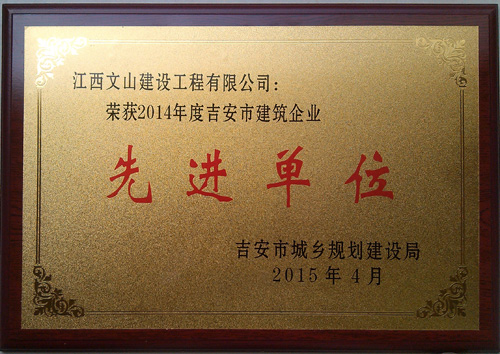 江西文山建设工程有限公司：
荣获2014年度吉安市建筑企业
先进单位
吉安市城乡规划建设局
2015年4月